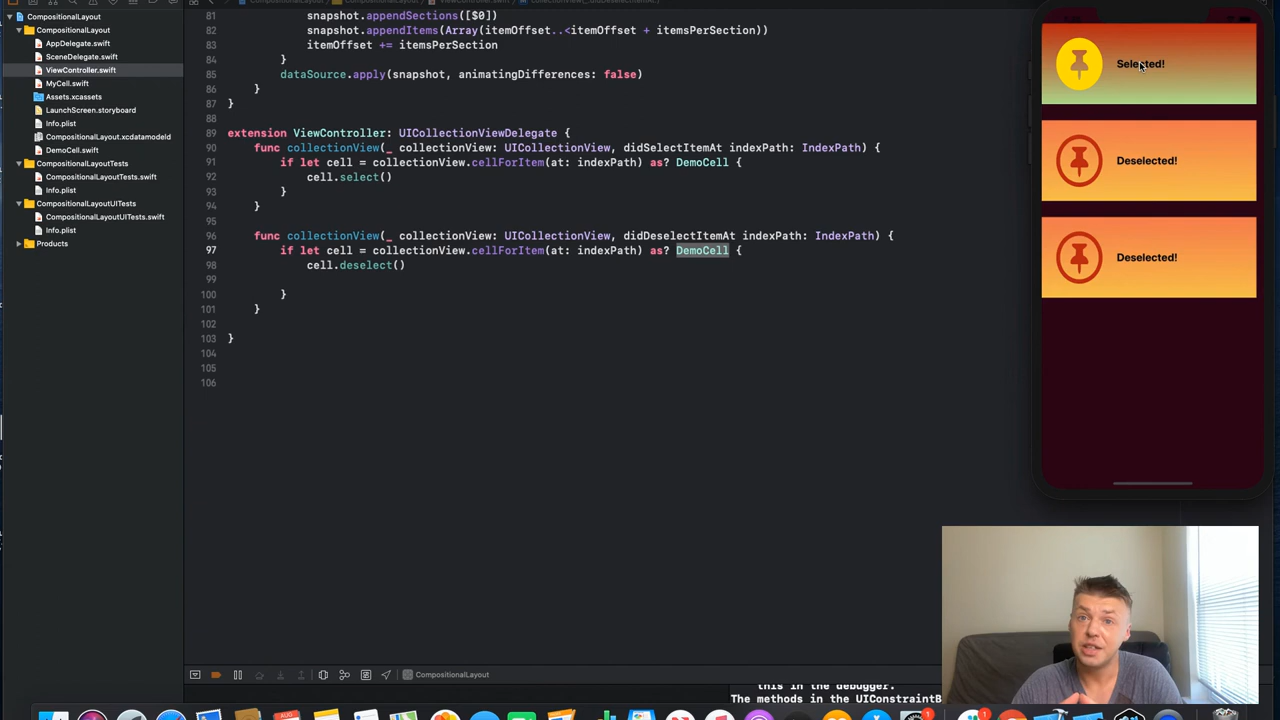 CompositionalLayout
CompositionalLayout
AppDelegate.swift
SceneDelegate.swift
ViewController.swift
MyCell.swift
Assets.xcassets
LaunchScreen.storyboard
Info.plist
CompositionalLayout.xcdatamodeld
DemoCell.swift
CompositionalLayoutTests
CompositionalLayoutTests.swift
Info.plist
CompositionalLayoutUITests
CompositionalLayoutUITests.swift
Info.plist
Products
81 snapshot.appendSections([$0])
82 snapshot.appendItems(Array(itemOffset..<itemOffset + itemsPerSection))
83 itemOffset += itemsPerSection
84 }
85 dataSource.apply(snapshot, animatingDifferences: false)
86 }
87 }
88
89 extension ViewController: UICollectionViewDelegate {
90 func collectionView(_ collectionView: UICollectionView, didSelectItemAt indexPath: IndexPath) {
91 if let cell = collectionView.cellForItem(at: indexPath) as? DemoCell {
92 cell.select()
93 }
94 }
95
96 func collectionView(_ collectionView: UICollectionView, didDeselectItemAt indexPath: IndexPath) {
97 if let cell = collectionView.cellForItem(at: indexPath) as? DemoCell {
98 cell.deselect()
99
100 }
101 }
102
103 }
104
105
106
Selected!
Deselected!
Deselected!
CompositionalLayout
this in the debugger.
The methods in the UIConstraintB